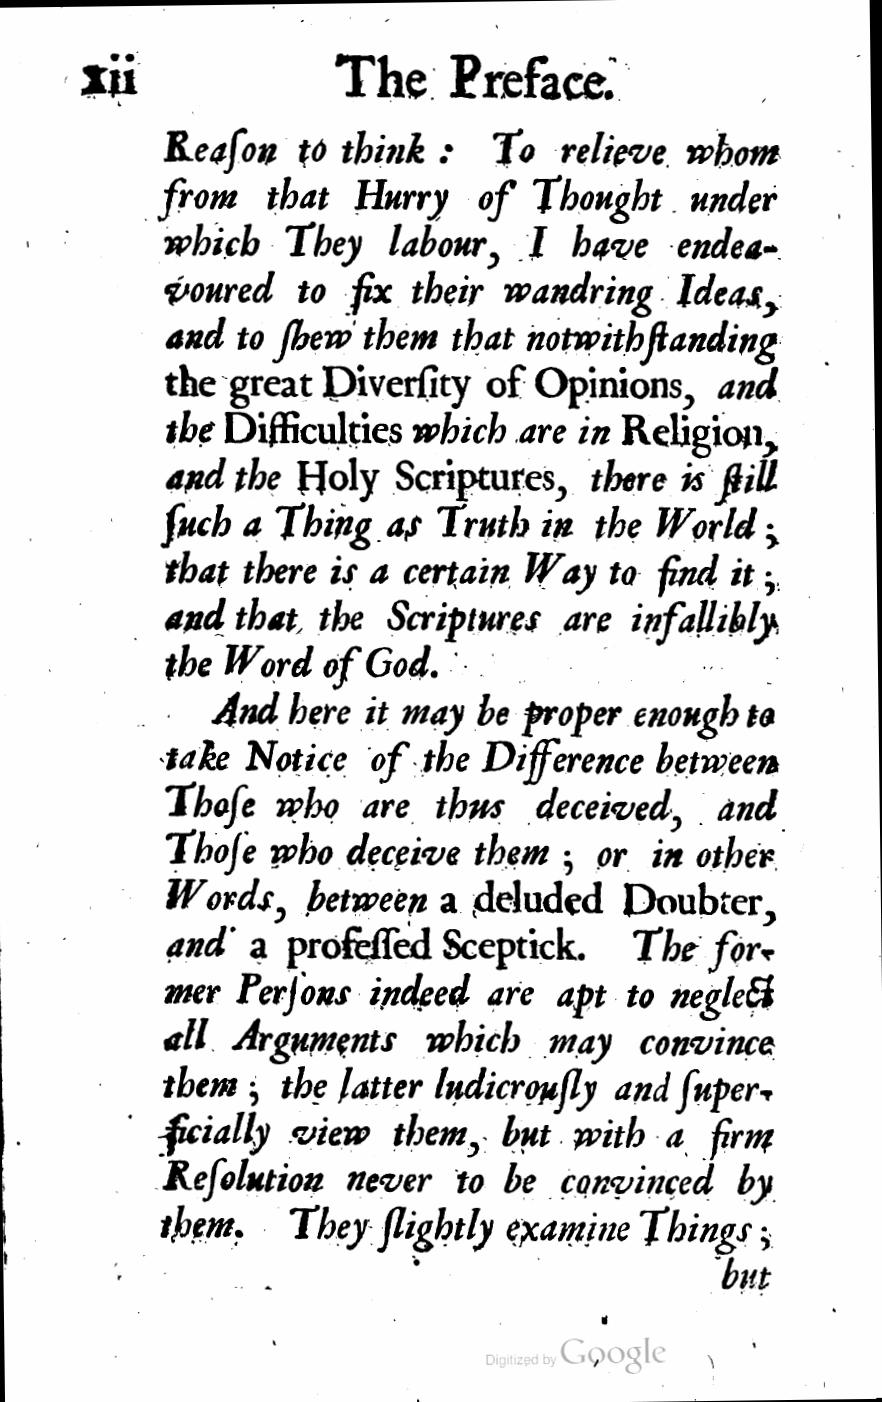 xii The Preface.
Reaſon to think : To relieve whom
from that Hurry of Thought under
which They labour, I have endea-
voured to fix their wandring Ideas,
and to ſhew them that notwithſtanding
the great Diverſity of Opinions, and
the Difficulties which are in Religion,
and the Holy Scriptures, there is ſtill
ſuch a Thing as Truth in the World ;
that there is a certain Way to find it ;
and that the Scriptures are infallibly
the Word of God.
And here it may be proper enough to
take Notice of the Difference between
Thoſe who are thus deceived, and
Thoſe who deceive them ; or in other
Words, between a deluded Doubter,
and a profeſſed Sceptick. The for-
mer Perſons indeed are apt to neglect
all Arguments which may convince
them ; the latter ludicrouſly and ſuper-
ficially view them, but with a firm
Reſolution never to be convinced by
them. They ſlightly examine Things ;
but
Digitized by Google